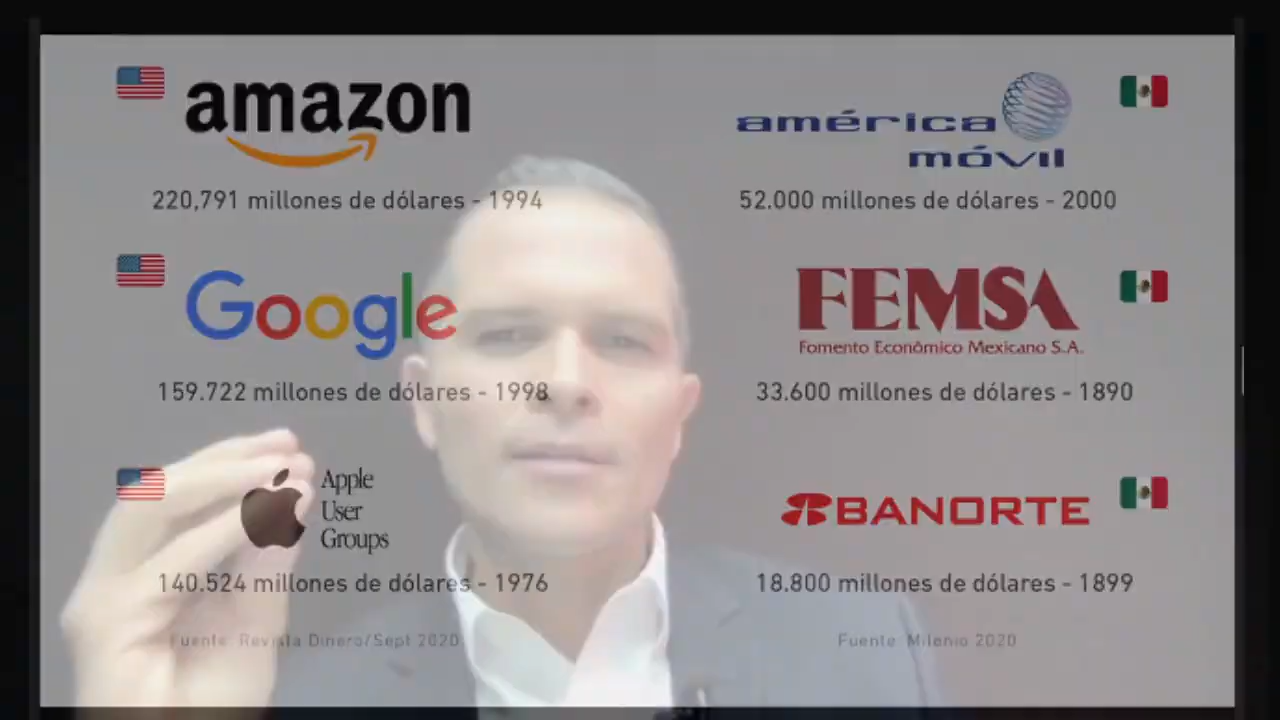 amazon
220,791 millones de dólares - 1994
Google
159.722 millones de dólares - 1998
Apple
User
Groups
140.524 millones de dólares - 1976
Fuente: Revista Dinero/Sept 2020
américa
móvil
52.000 millones de dólares - 2000
FEMSA
Fomento Económico Mexicano S.A.
33.600 millones de dólares - 1890
BANORTE
18.800 millones de dólares - 1899
Fuente: Milenio 2020